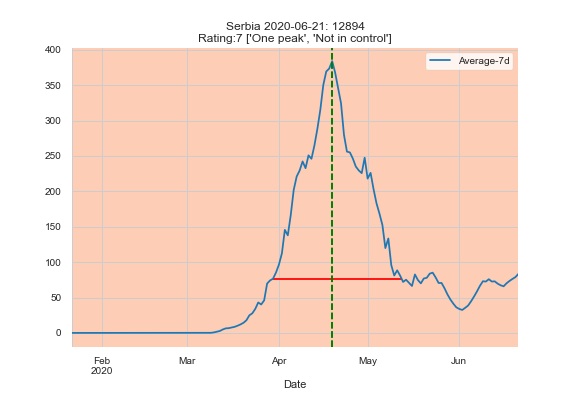 Serbia 2020-06-21: 12894
Rating:7 ['One peak', 'Not in control']
Average-7d
400
350
300
250
200
150
100
50
0
Feb
2020
Mar
Apr
May
Jun
Date